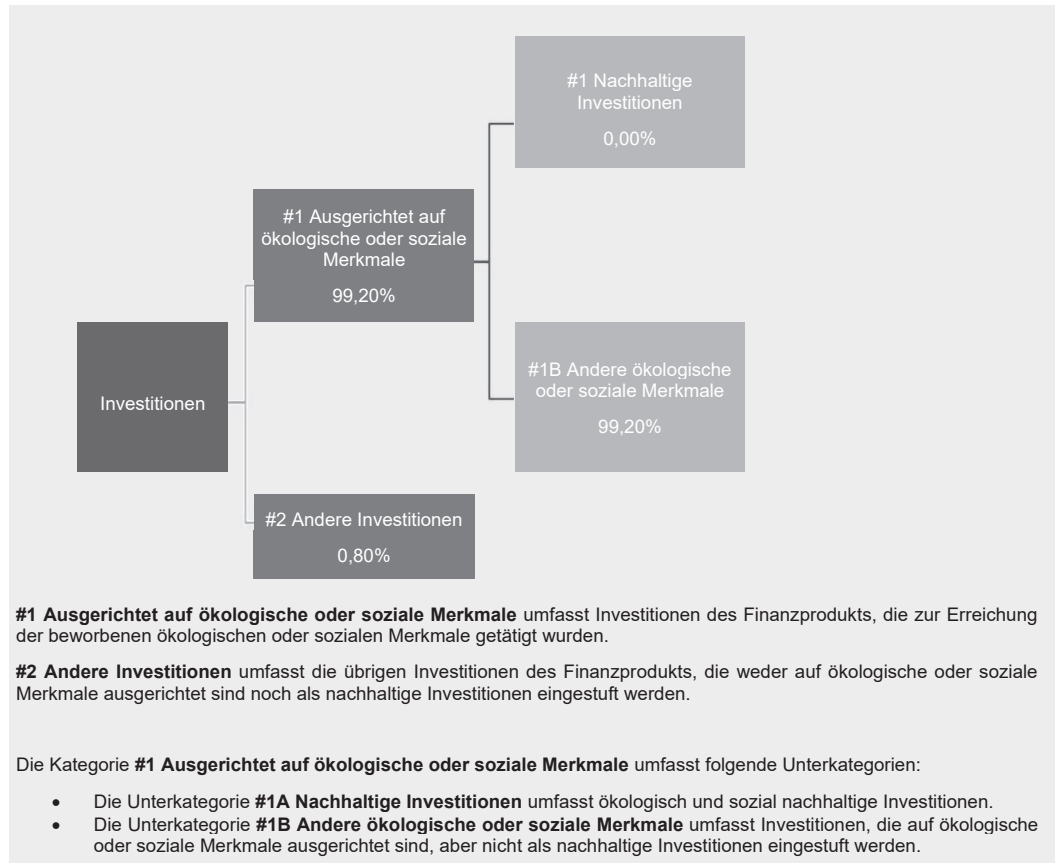 #1 Nachhaltige
Investitionen
0,00%
#1 Ausgerichtet auf
ökologische oder soziale
Merkmale
99,20%
Investitionen
#1B Andere ökologische
oder soziale Merkmale
99,20%
#2 Andere Investitionen
0,80%
#1 Ausgerichtet auf ökologische oder soziale Merkmale umfasst Investitionen des Finanzprodukts, die zur Erreichung
der beworbenen ökologischen oder sozialen Merkmale getätigt wurden.
#2 Andere Investitionen umfasst die übrigen Investitionen des Finanzprodukts, die weder auf ökologische oder soziale
Merkmale ausgerichtet sind noch als nachhaltige Investitionen eingestuft werden.
Die Kategorie #1 Ausgerichtet auf ökologische oder soziale Merkmale umfasst folgende Unterkategorien:
• Die Unterkategorie #1A Nachhaltige Investitionen umfasst ökologisch und sozial nachhaltige Investitionen.
• Die Unterkategorie #1B Andere ökologische oder soziale Merkmale umfasst Investitionen, die auf ökologische
oder soziale Merkmale ausgerichtet sind, aber nicht als nachhaltige Investitionen eingestuft werden.